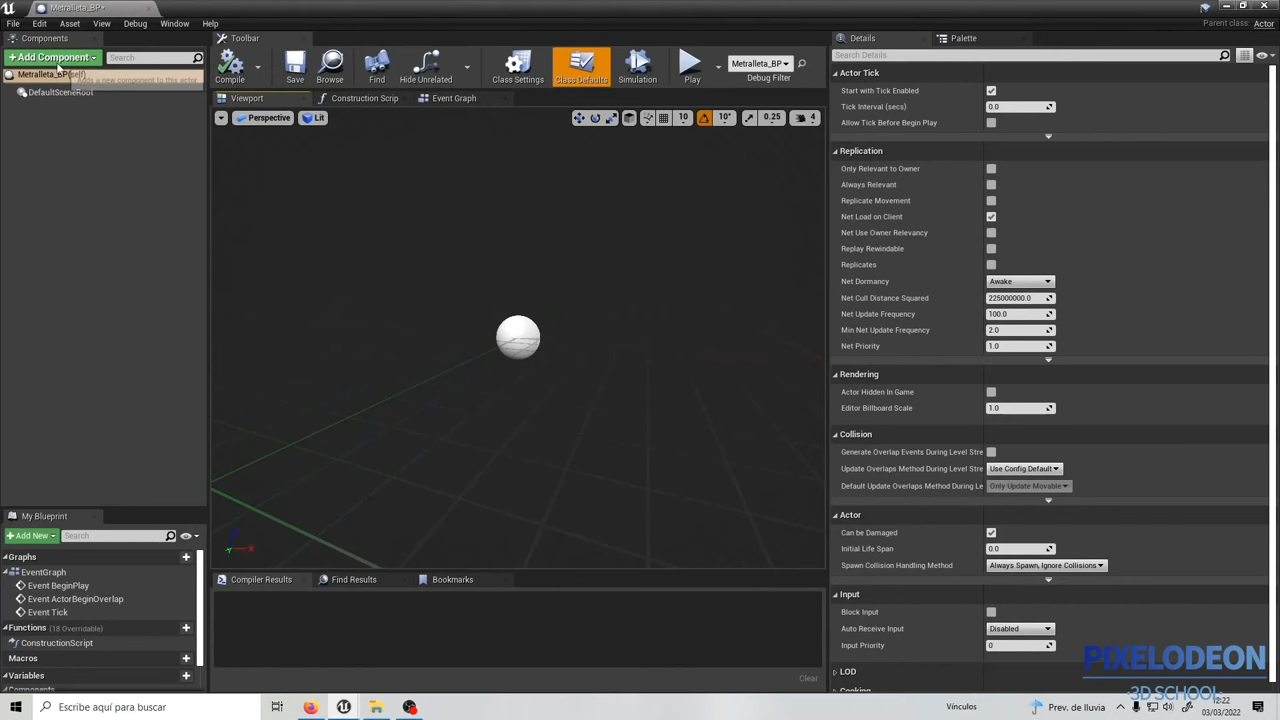 Metralleta_BP*
File Edit Asset View Debug Window Help
Parent class: Actor
Components
+Add Component
Search
Metralleta_BP(self)
Adds a new component to this actor
DefaultSceneRoot
Toolbar
Compile
Save
Browse
Find
Hide Unrelated
Class Settings
Class Defaults
Simulation
Play
Metralleta_BP
Debug Filter
Viewport
Construction Scrip
Event Graph
Perspective
Lit
10
10°
0.25
4
My Blueprint
+Add New
Search
Graphs
EventGraph
Event BeginPlay
Event ActorBeginOverlap
Event Tick
Functions (18 Overridable)
ConstructionScript
Macros
Variables
Components
Compiler Results
Find Results
Bookmarks
Clear
Details
Palette
Search Details
Actor Tick
Start with Tick Enabled
Tick Interval (secs) 0.0
Allow Tick Before Begin Play
Replication
Only Relevant to Owner
Always Relevant
Replicate Movement
Net Load on Client
Net Use Owner Relevancy
Replay Rewindable
Replicates
Net Dormancy Awake
Net Cull Distance Squared 225000000.0
Net Update Frequency 100.0
Min Net Update Frequency 2.0
Net Priority 1.0
Rendering
Actor Hidden In Game
Editor Billboard Scale 1.0
Collision
Generate Overlap Events During Level Stre
Update Overlaps Method During Level Stre Use Config Default
Default Update Overlaps Method During Le Only Update Movable
Actor
Can be Damaged
Initial Life Span 0.0
Spawn Collision Handling Method Always Spawn, Ignore Collisions
Input
Block Input
Auto Receive Input Disabled
Input Priority 0
LOD
Cooking
PIXELODEON
3D SCHOOL
Escribe aquí para buscar
Vínculos
Prev. de lluvia
12:22
03/03/2022